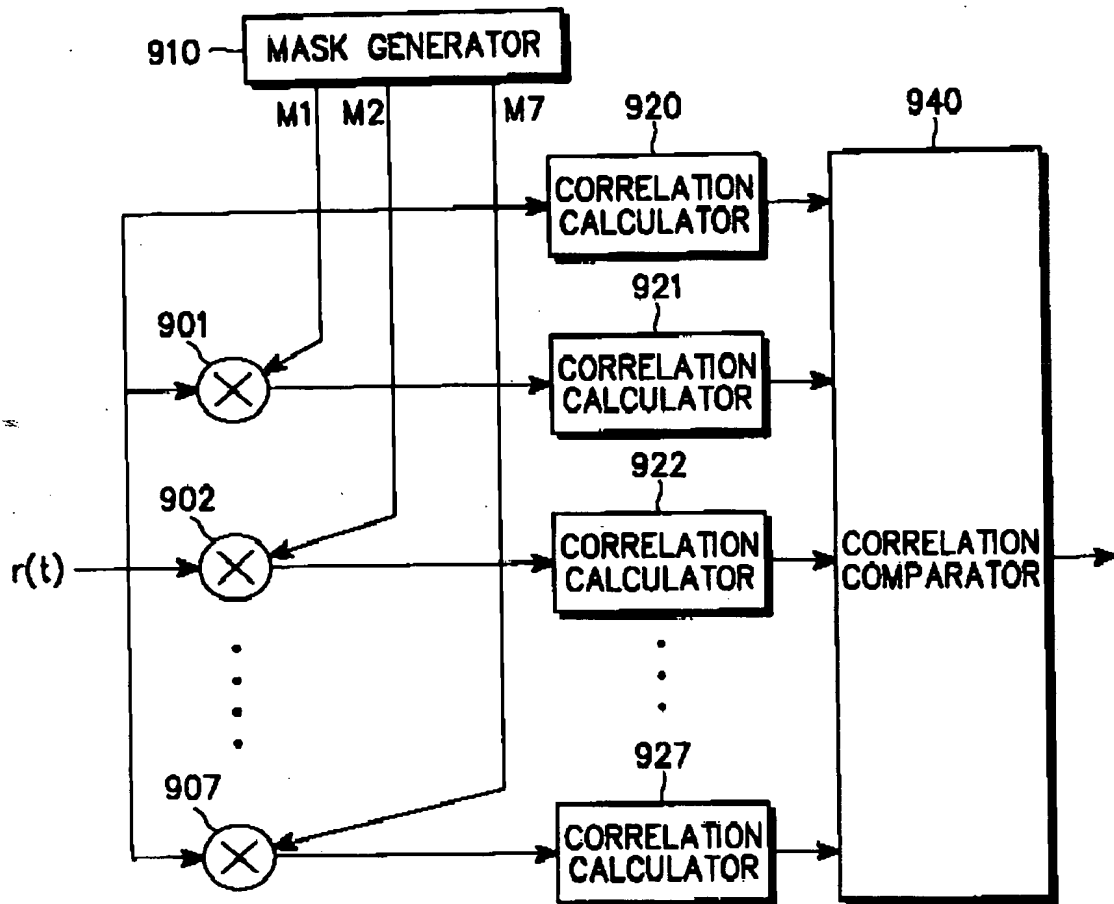 910
MASK GENERATOR
M1 M2 M7
920
CORRELATION
CALCULATOR
940
901
921
CORRELATION
CALCULATOR
902
922
r(t)
CORRELATION
CALCULATOR
CORRELATION
COMPARATOR
907
927
CORRELATION
CALCULATOR